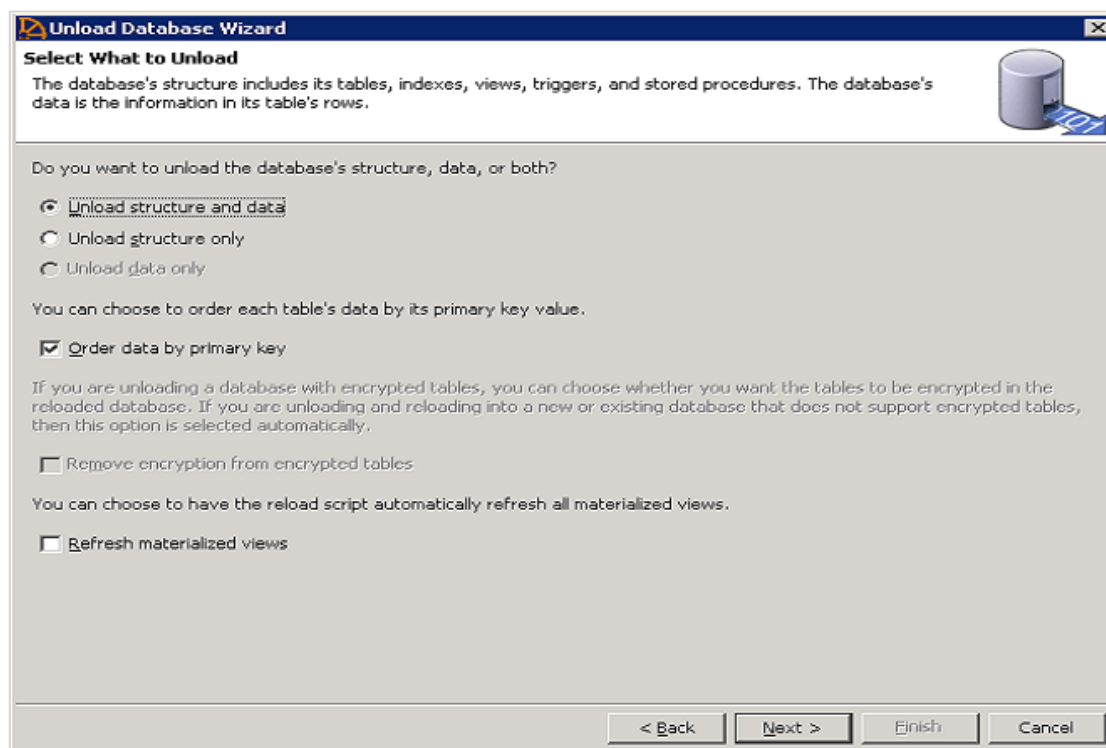 Unload Database Wizard
Select What to Unload
The database's structure includes its tables, indexes, views, triggers, and stored procedures. The database's
data is the information in its table's rows.
101
Do you want to unload the database's structure, data, or both?
Unload structure and data
Unload structure only
Unload data only
You can choose to order each table's data by its primary key value.
Order data by primary key
If you are unloading a database with encrypted tables, you can choose whether you want the tables to be encrypted in the
reloaded database. If you are unloading and reloading into a new or existing database that does not support encrypted tables,
then this option is selected automatically.
Remove encryption from encrypted tables
You can choose to have the reload script automatically refresh all materialized views.
Refresh materialized views
< Back Next > Finish Cancel